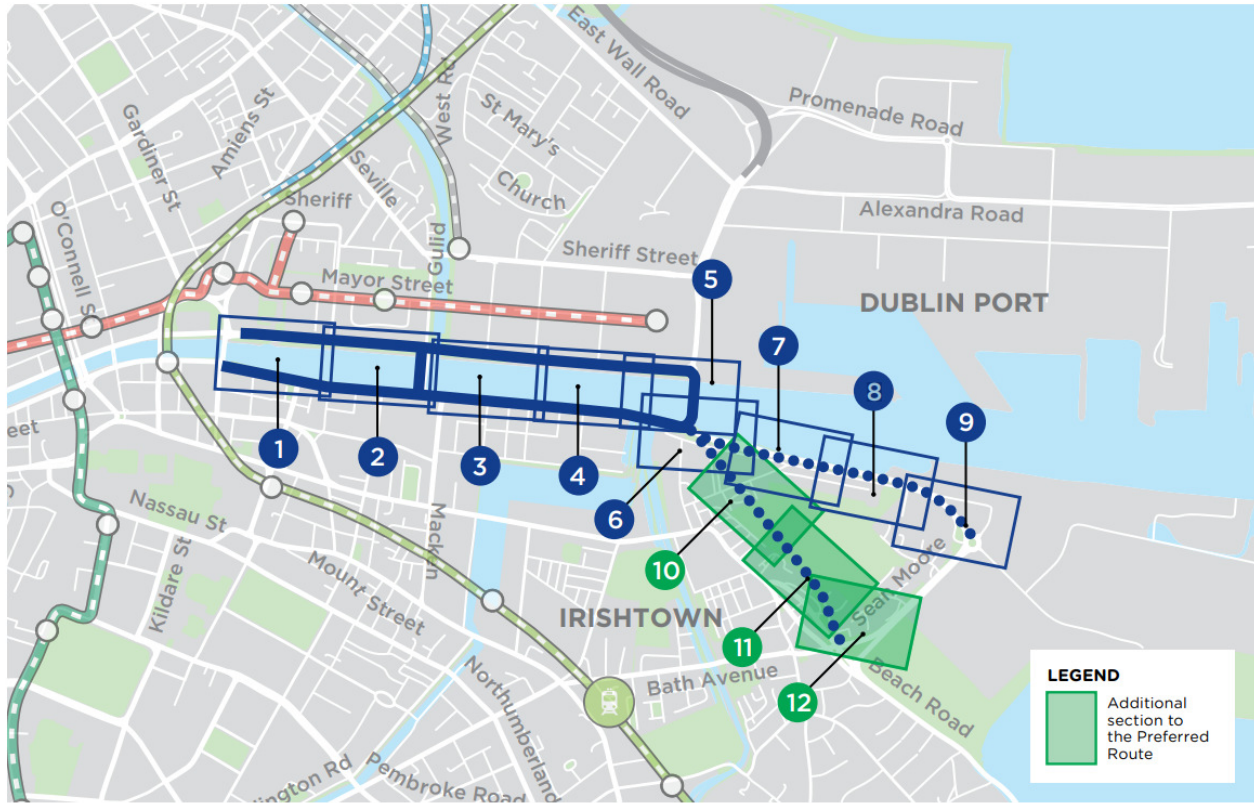 East Wall Road
West Rd
St Mary's
Church
Promenade Road
Gardiner St
Amiens St
Seville
Sheriff
O'Connell S
Guild
Sheriff Street
Alexandra Road
Mayor Street
5
DUBLIN PORT
7
8
9
1
2
3
4
6
reet
Nassau St
Kildare St
Mount Street
Macken
10
IRISHTOWN
Sean Moore
11
12
Bath Avenue
Beach Road
Northumberland
Pembroke Road
lington Rd
LEGEND
Additional
section to
the Preferred
Route